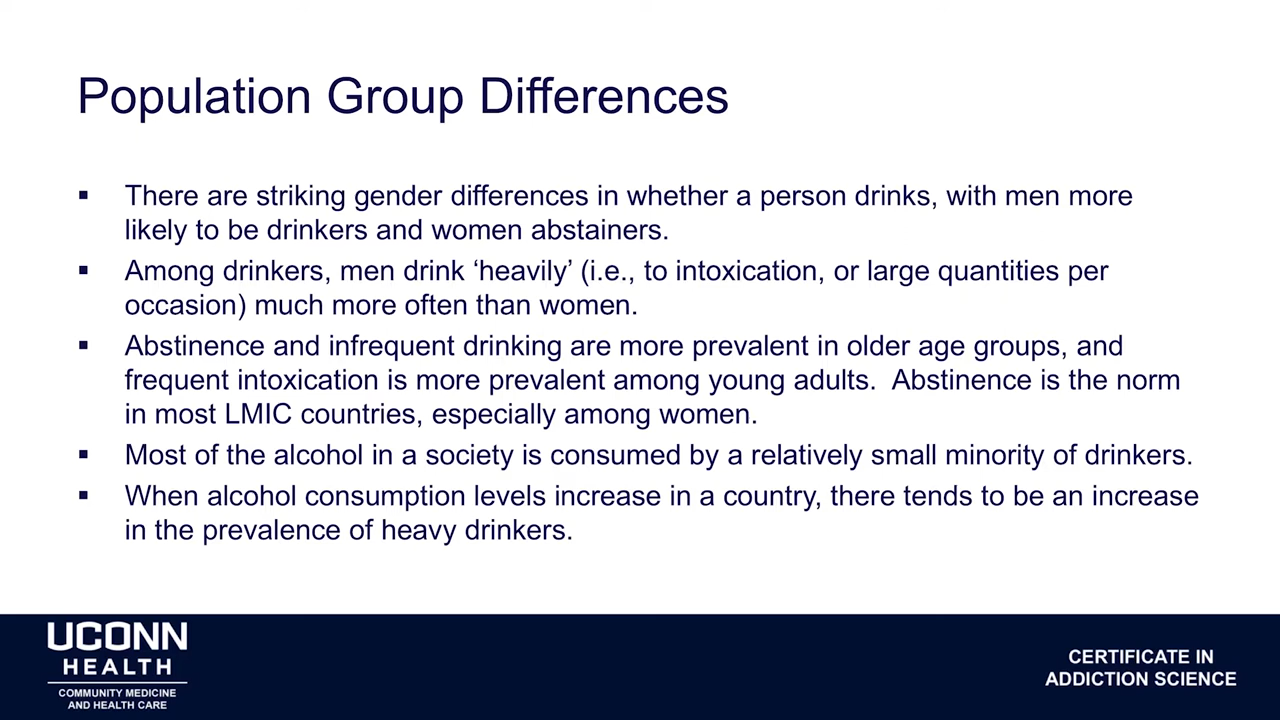 Population Group Differences
▪ There are striking gender differences in whether a person drinks, with men more
likely to be drinkers and women abstainers.
▪ Among drinkers, men drink ‘heavily’ (i.e., to intoxication, or large quantities per
occasion) much more often than women.
▪ Abstinence and infrequent drinking are more prevalent in older age groups, and
frequent intoxication is more prevalent among young adults.  Abstinence is the norm
in most LMIC countries, especially among women.
▪ Most of the alcohol in a society is consumed by a relatively small minority of drinkers.
▪ When alcohol consumption levels increase in a country, there tends to be an increase
in the prevalence of heavy drinkers.
UCONN
HEALTH
COMMUNITY MEDICINE
AND HEALTH CARE
CERTIFICATE IN
ADDICTION SCIENCE